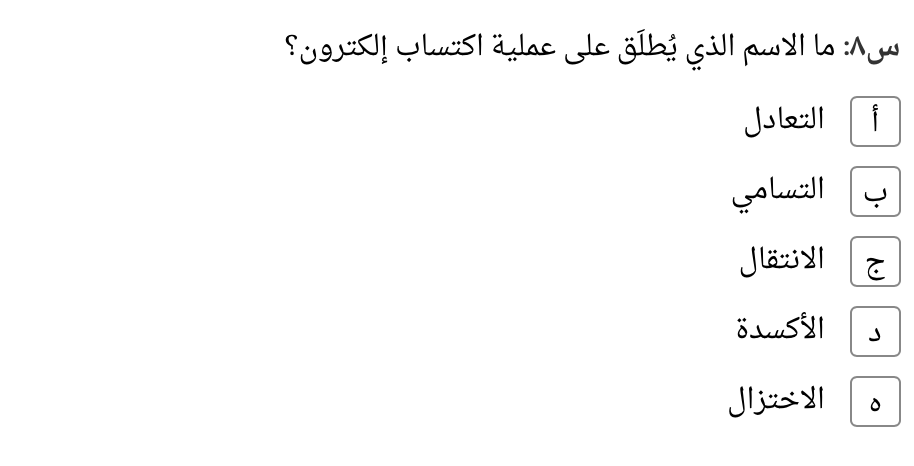 س٨: ما الاسم الذي يُطلَق على عملية اكتساب إلكترون؟
أ التعادل
ب التسامي
ج الانتقال
د الأكسدة
ه الاختزال